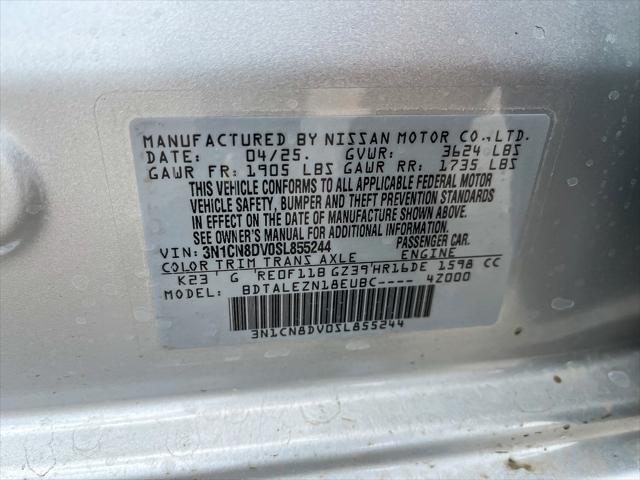 MANUFACTURED BY NISSAN MOTOR CO.,LTD.
DATE: 04/25. GVWR: 3624 LBS
GAWR FR: 1905 LBS GAWR RR: 1735 LBS
THIS VEHICLE CONFORMS TO ALL APPLICABLE FEDERAL MOTOR
VEHICLE SAFETY, BUMPER AND THEFT PREVENTION STANDARDS
IN EFFECT ON THE DATE OF MANUFACTURE SHOWN ABOVE.
SEE OWNER'S MANUAL FOR ADDITIONAL INFORMATION.
VIN: 3N1CN8DV0SL855244 PASSENGER CAR.
COLOR TRIM TRANS AXLE ENGINE
K23 G RE0F11B GZ39 HR16DE 1598 CC
MODEL: BDTALEZN18EUBC---- 4Z000
3N1CN8DV0SL855244